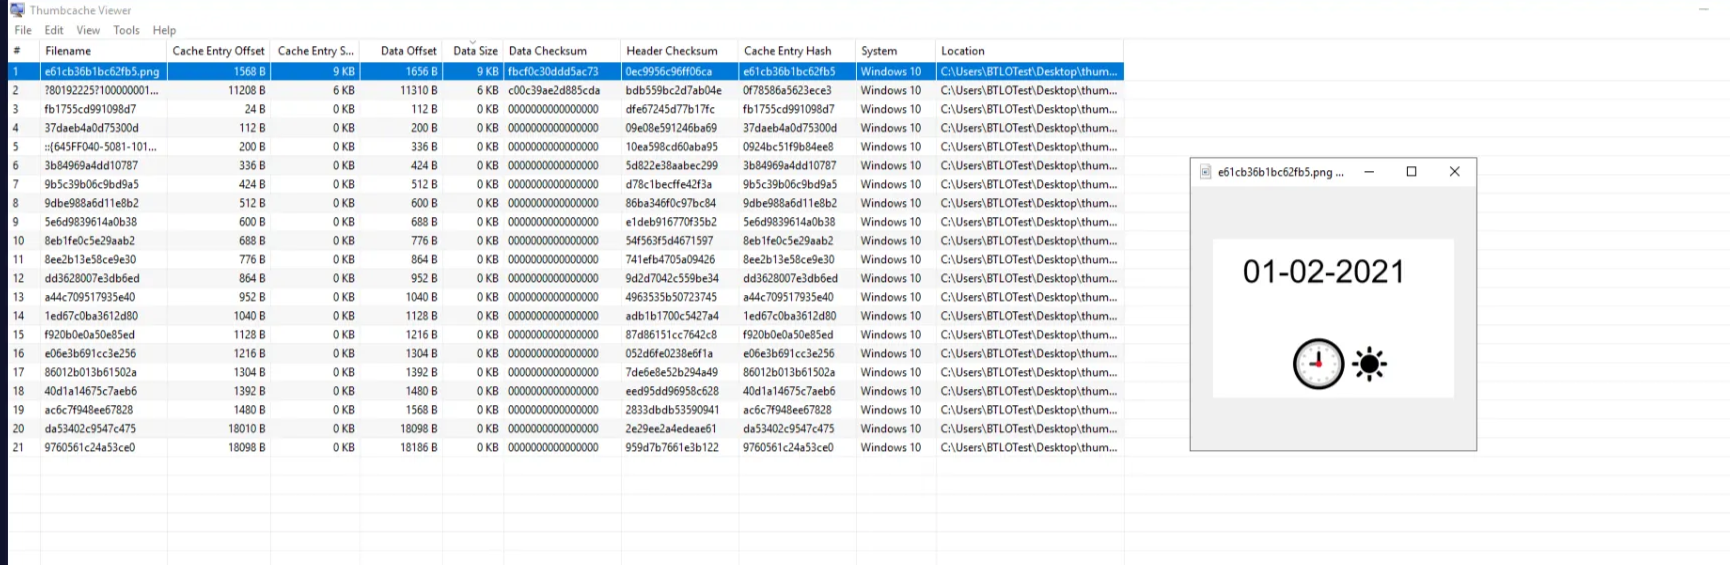 Thumbcache Viewer
File Edit View Tools Help
# Filename Cache Entry Offset Cache Entry S... Data Offset Data Size Data Checksum Header Checksum Cache Entry Hash System Location
1 e61cb36b1bc62fb5.png 1568 B 9 KB 1656 B 9 KB fbcf0c30ddd5ac73 0ec9956c96ff06ca e61cb36b1bc62fb5 Windows 10 C:\Users\BTLOTest\Desktop\thum...
2 ?80192225?100000001... 11208 B 6 KB 11310 B 6 KB c00c39ae2d885cda bdb559bc2d7ab04e 0f78586a5623ece3 Windows 10 C:\Users\BTLOTest\Desktop\thum...
3 fb1755cd991098d7 24 B 0 KB 112 B 0 KB 0000000000000000 dfe67245d77b17fc fb1755cd991098d7 Windows 10 C:\Users\BTLOTest\Desktop\thum...
4 37daeb4a0d75300d 112 B 0 KB 200 B 0 KB 0000000000000000 09e08e591246ba69 37daeb4a0d75300d Windows 10 C:\Users\BTLOTest\Desktop\thum...
5 ::{645FF040-5081-101... 200 B 0 KB 336 B 0 KB 0000000000000000 10ea598cd60aba95 0924bc51f9b84ee8 Windows 10 C:\Users\BTLOTest\Desktop\thum...
6 3b84969a4dd10787 336 B 0 KB 424 B 0 KB 0000000000000000 5d822e38aabec299 3b84969a4dd10787 Windows 10 C:\Users\BTLOTest\Desktop\thum...
7 9b5c39b06c9bd9a5 424 B 0 KB 512 B 0 KB 0000000000000000 d78c1becffe42f3a 9b5c39b06c9bd9a5 Windows 10 C:\Users\BTLOTest\Desktop\thum...
8 9dbe988a6d11e8b2 512 B 0 KB 600 B 0 KB 0000000000000000 86ba346f0c97bc84 9dbe988a6d11e8b2 Windows 10 C:\Users\BTLOTest\Desktop\thum...
9 5e6d9839614a0b38 600 B 0 KB 688 B 0 KB 0000000000000000 e1deb916770f35b2 5e6d9839614a0b38 Windows 10 C:\Users\BTLOTest\Desktop\thum...
10 8eb1fe0c5e29aab2 688 B 0 KB 776 B 0 KB 0000000000000000 54f563f5d4671597 8eb1fe0c5e29aab2 Windows 10 C:\Users\BTLOTest\Desktop\thum...
11 8ee2b13e58ce9e30 776 B 0 KB 864 B 0 KB 0000000000000000 741efb4705a09426 8ee2b13e58ce9e30 Windows 10 C:\Users\BTLOTest\Desktop\thum...
12 dd3628007e3db6ed 864 B 0 KB 952 B 0 KB 0000000000000000 9d2d7042c559be34 dd3628007e3db6ed Windows 10 C:\Users\BTLOTest\Desktop\thum...
13 a44c709517935e40 952 B 0 KB 1040 B 0 KB 0000000000000000 4963535b50723745 a44c709517935e40 Windows 10 C:\Users\BTLOTest\Desktop\thum...
14 1ed67c0ba3612d80 1040 B 0 KB 1128 B 0 KB 0000000000000000 adb1b1700c5427a4 1ed67c0ba3612d80 Windows 10 C:\Users\BTLOTest\Desktop\thum...
15 f920b0e0a50e85ed 1128 B 0 KB 1216 B 0 KB 0000000000000000 87d86151cc7642c8 f920b0e0a50e85ed Windows 10 C:\Users\BTLOTest\Desktop\thum...
16 e06e3b691cc3e256 1216 B 0 KB 1304 B 0 KB 0000000000000000 052d6fe0238e6f1a e06e3b691cc3e256 Windows 10 C:\Users\BTLOTest\Desktop\thum...
17 86012b013b61502a 1304 B 0 KB 1392 B 0 KB 0000000000000000 7de6e8e52b294a49 86012b013b61502a Windows 10 C:\Users\BTLOTest\Desktop\thum...
18 40d1a14675c7aeb6 1392 B 0 KB 1480 B 0 KB 0000000000000000 eed95dd96958c628 40d1a14675c7aeb6 Windows 10 C:\Users\BTLOTest\Desktop\thum...
19 ac6c7f948ee67828 1480 B 0 KB 1568 B 0 KB 0000000000000000 2833dbdb53590941 ac6c7f948ee67828 Windows 10 C:\Users\BTLOTest\Desktop\thum...
20 da53402c9547c475 18010 B 0 KB 18098 B 0 KB 0000000000000000 2e29ee2a4edeae61 da53402c9547c475 Windows 10 C:\Users\BTLOTest\Desktop\thum...
21 9760561c24a53ce0 18098 B 0 KB 18186 B 0 KB 0000000000000000 959d7b7661e3b122 9760561c24a53ce0 Windows 10 C:\Users\BTLOTest\Desktop\thum...
e61cb36b1bc62fb5.png ...
01-02-2021